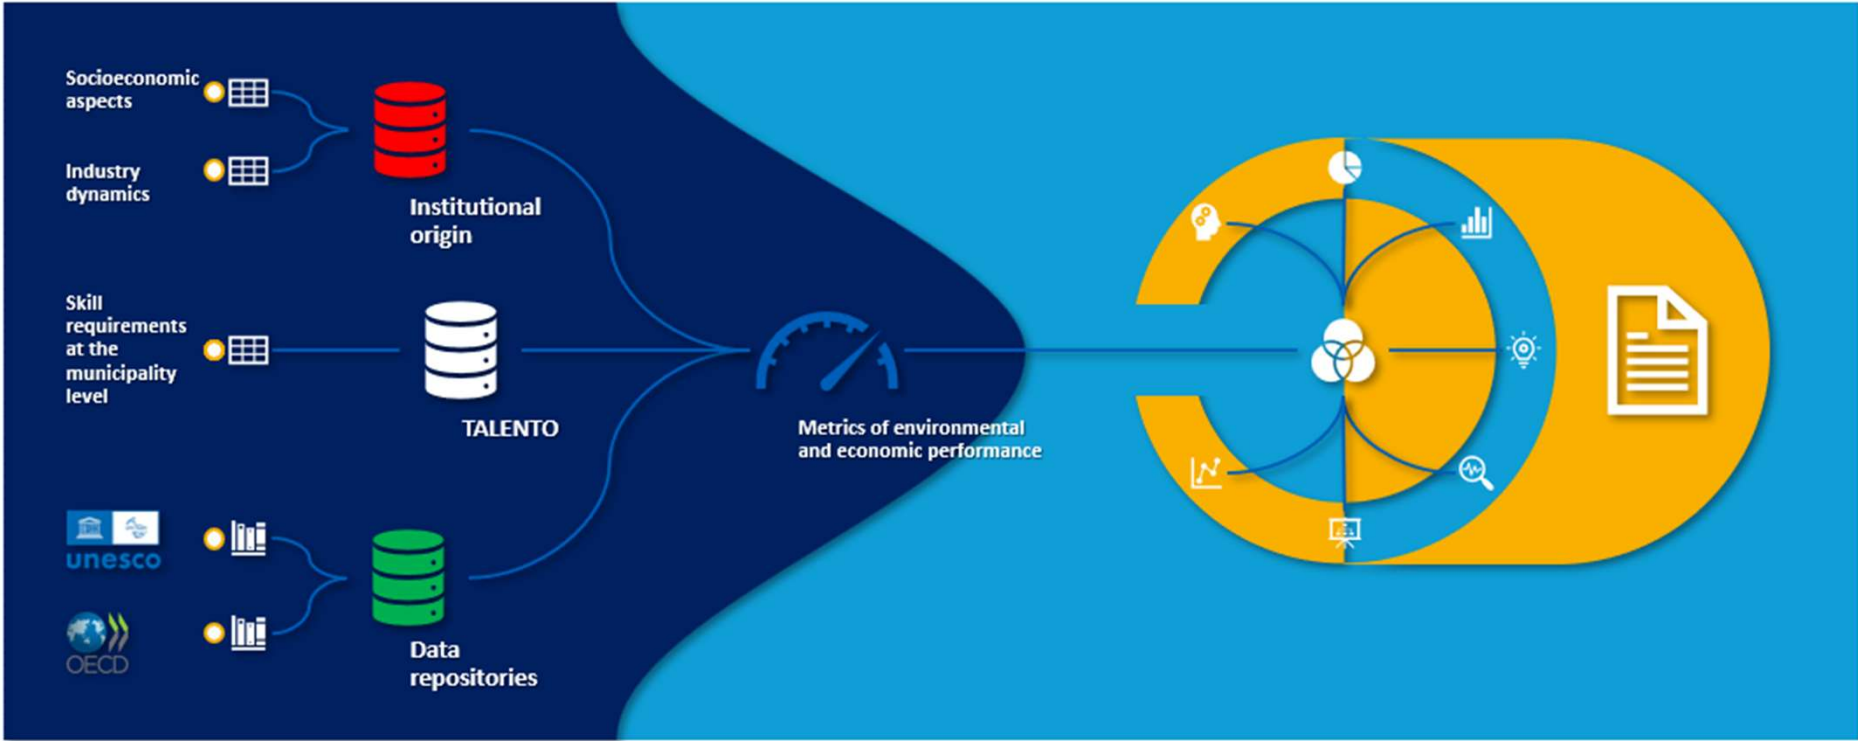 Socioeconomic
aspects
Industry
dynamics
Institutional
origin
Skill
requirements
at the
municipality
level
TALENTO
Metrics of environmental
and economic performance
unesco
OECD
Data
repositories